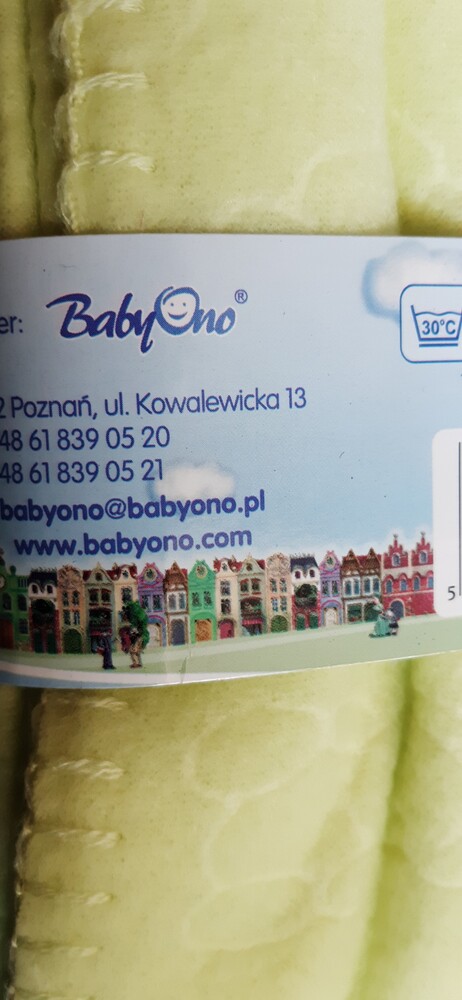 er: BabyOno® 30°C
2 Poznań, ul. Kowalewicka 13
48 61 839 05 20
48 61 839 05 21
babyono@babyono.pl
www.babyono.com
5